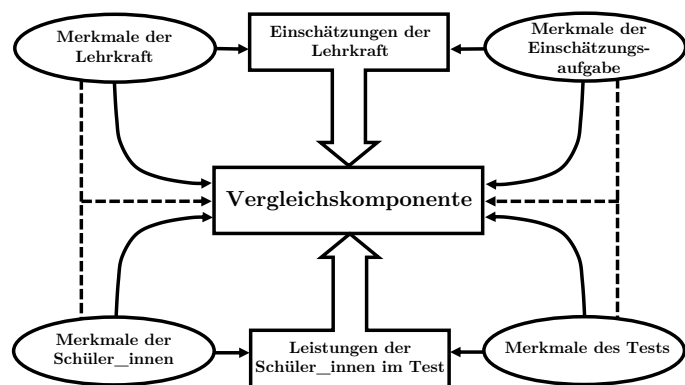 Merkmale der
Lehrkraft
Einschätzungen der
Lehrkraft
Merkmale der
Einschätzungs-
aufgabe
Vergleichskomponente
Merkmale der
Schüler_innen
Leistungen der
Schüler_innen im Test
Merkmale des Tests